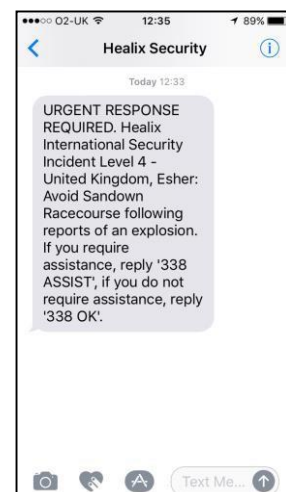 ●●●○○ O2-UK 12:35 89%
Healix Security
Today 12:33
URGENT RESPONSE
REQUIRED. Healix
International Security
Incident Level 4 -
United Kingdom, Esher:
Avoid Sandown
Racecourse following
reports of an explosion.
If you require
assistance, reply '338
ASSIST', if you do not
require assistance, reply
'338 OK'.
Text Me...